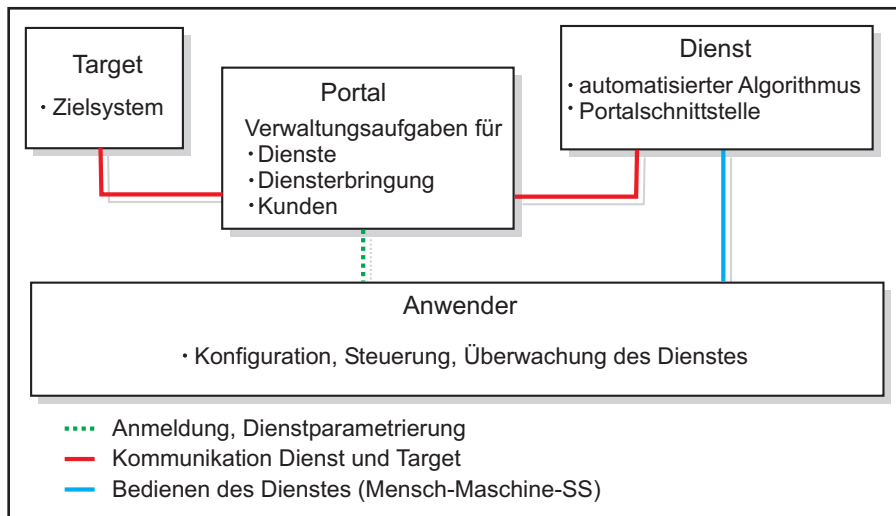 Target
· Zielsystem
Portal
Verwaltungsaufgaben für
· Dienste
· Diensterbringung
· Kunden
Dienst
· automatisierter Algorithmus
· Portalschnittstelle
Anwender
· Konfiguration, Steuerung, Überwachung des Dienstes
Anmeldung, Dienstparametrierung
Kommunikation Dienst und Target
Bedienen des Dienstes (Mensch-Maschine-SS)